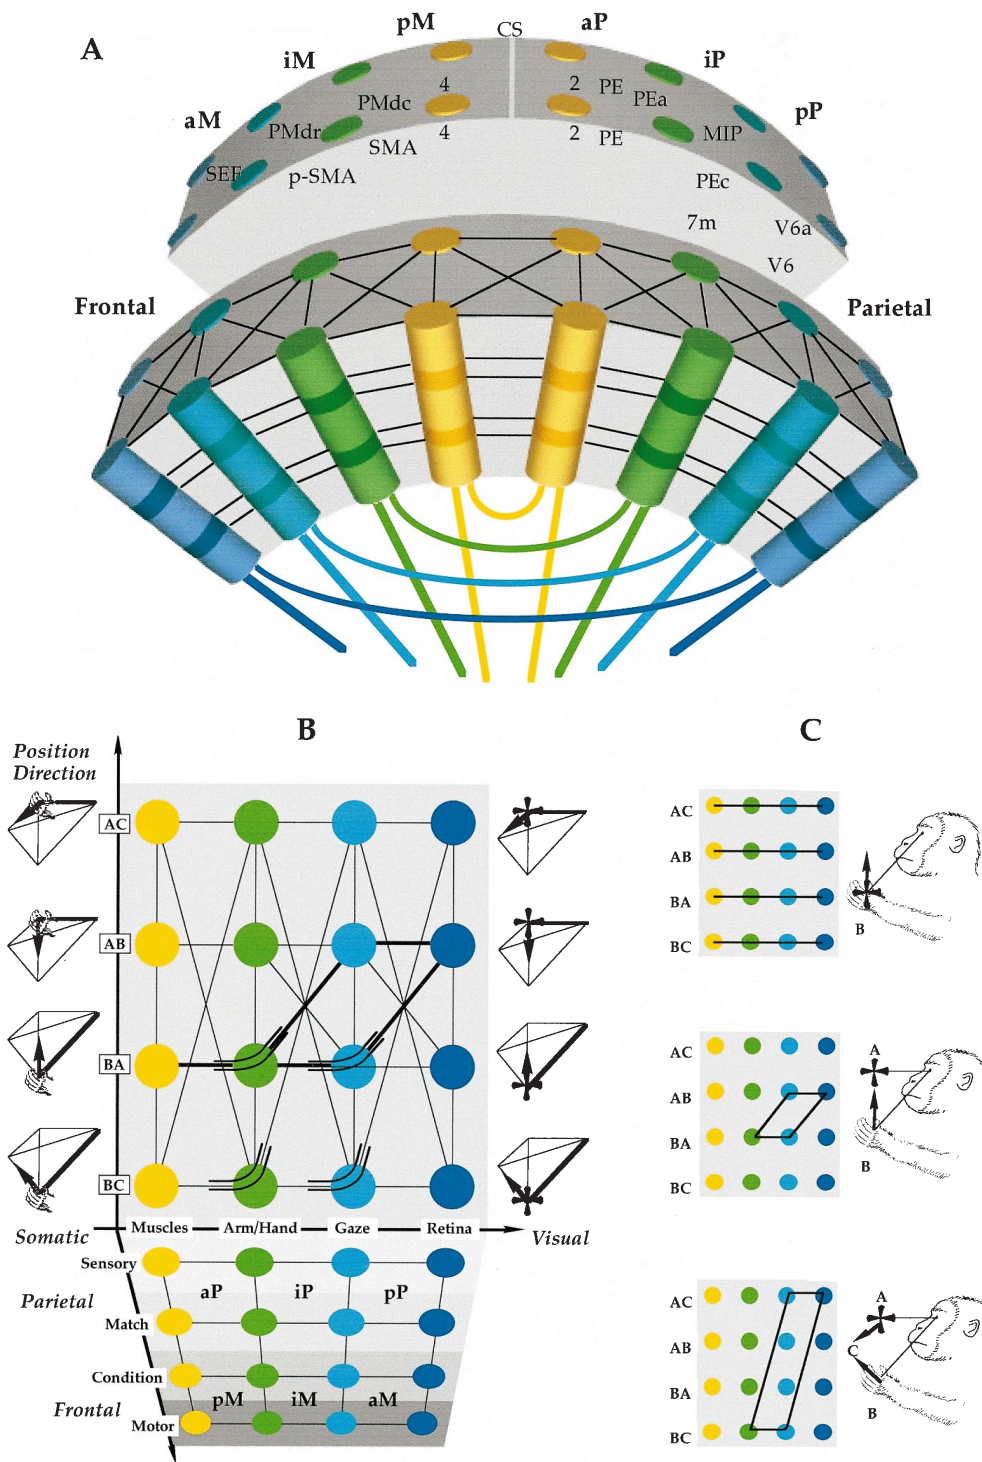 A
pM
CS
aP
iM
iP
aM
pP
4
2
PE
PMdc
PEa
PMdr
4
2
PE
MIP
SMA
SEF
p-SMA
PEc
7m
V6a
V6
Frontal
Parietal
B
C
Position
Direction
AC
AB
BA
BC
Somatic
Muscles
Arm/Hand
Gaze
Retina
Visual
Sensory
aP
iP
pP
Parietal
Match
Condition
pM
iM
aM
Frontal
Motor
AC
AB
BA
BC
B
AC
AB
BA
BC
A
B
AC
AB
BA
BC
A
C
B